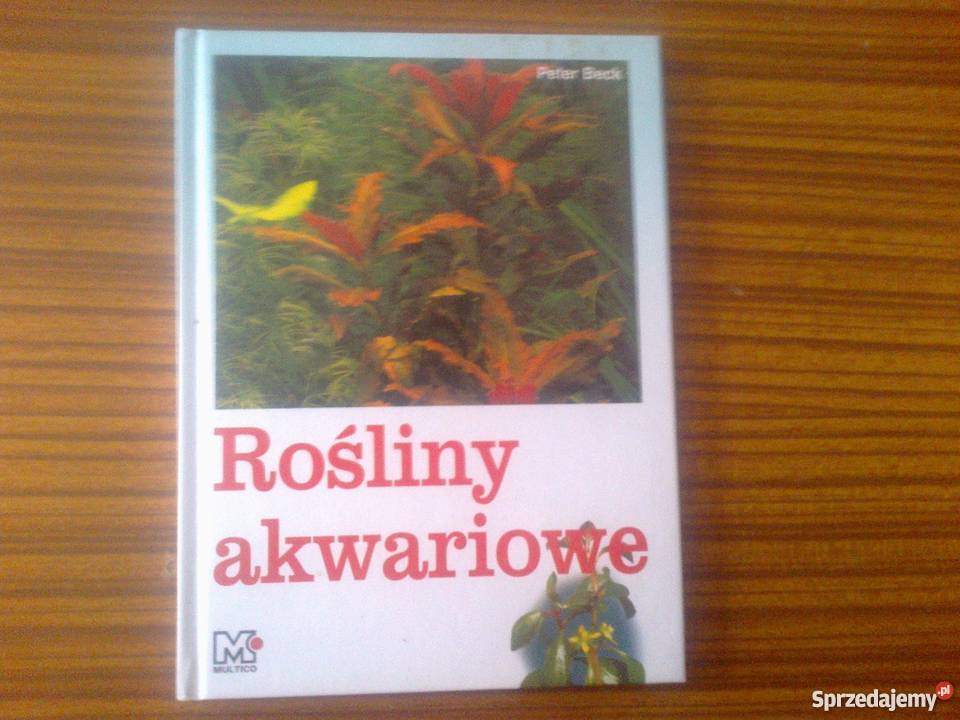 Peter Beck
Rośliny
akwariowe
M
MULTICO
Sprzedajemy.pl